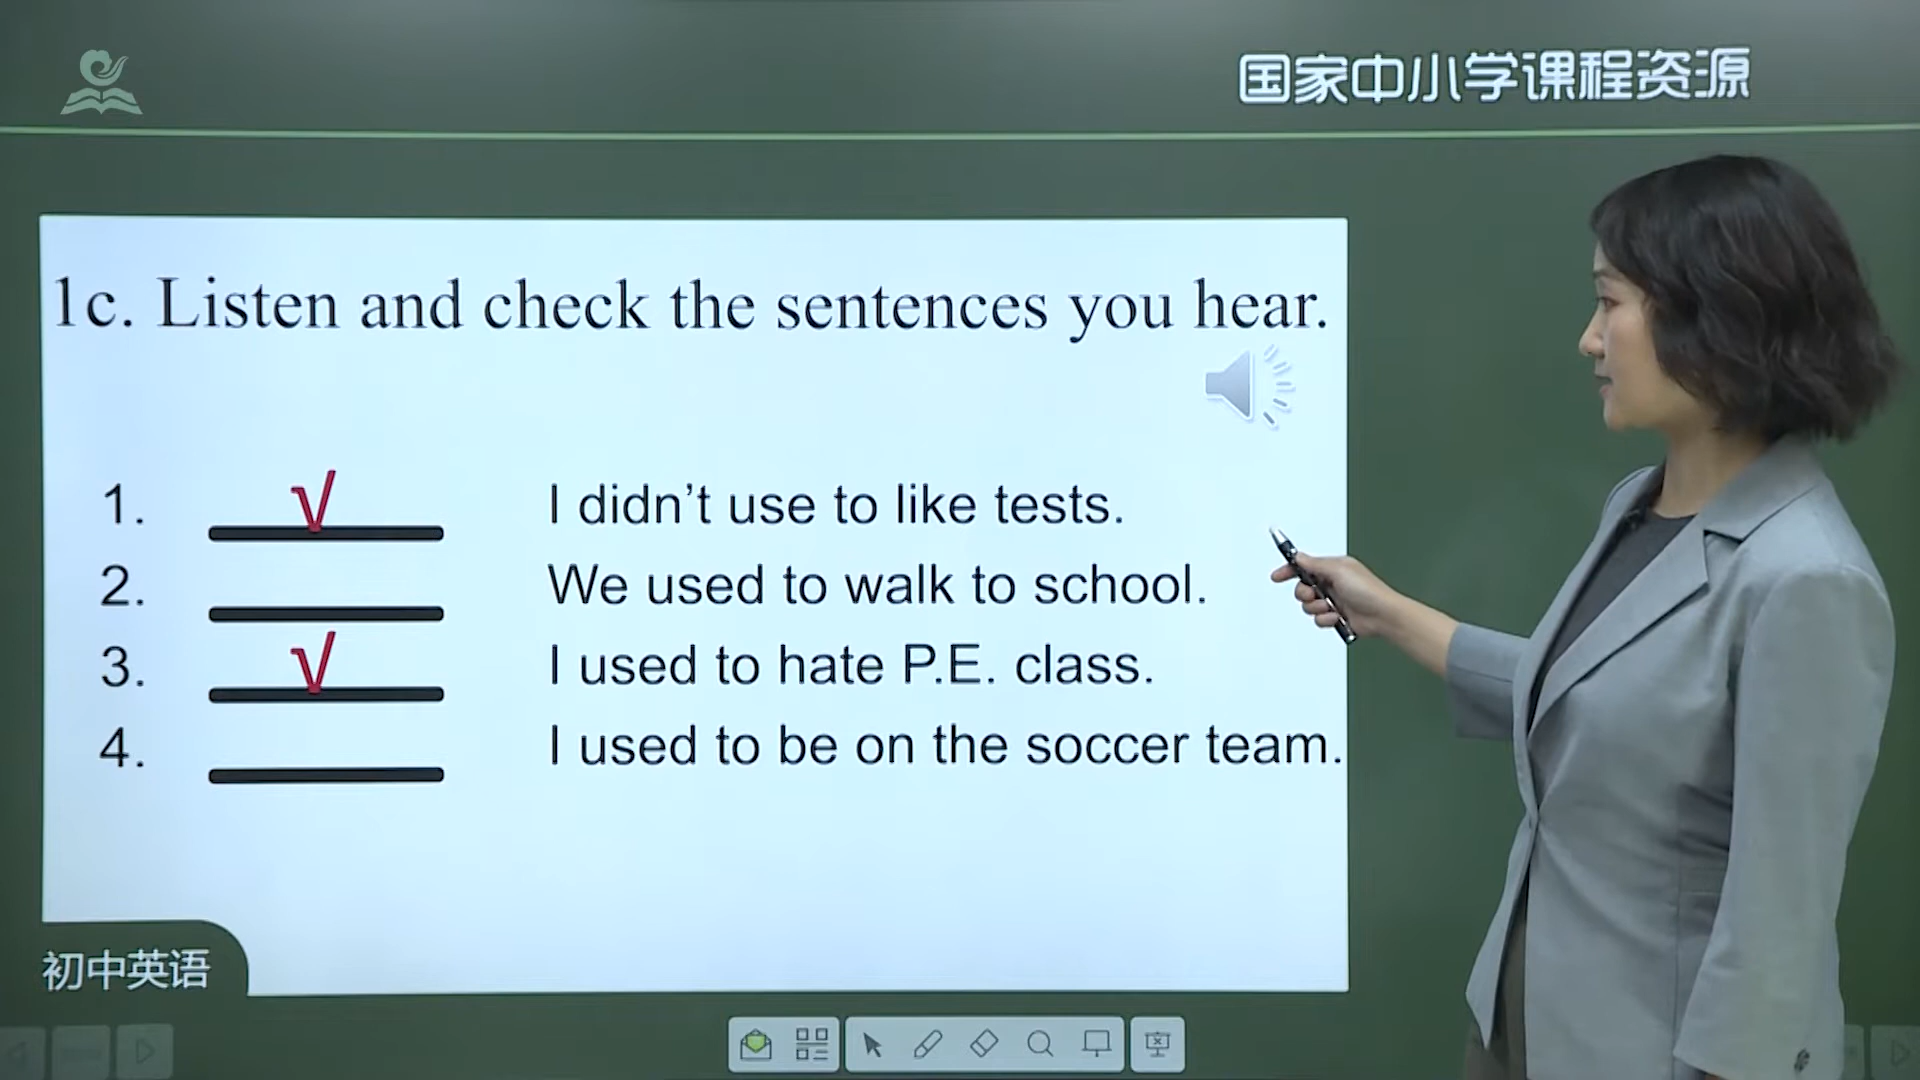 国家中小学课程资源
1c. Listen and check the sentences you hear.
1. √ I didn’t use to like tests.
2. We used to walk to school.
3. √ I used to hate P.E. class.
4. I used to be on the soccer team.
初中英语